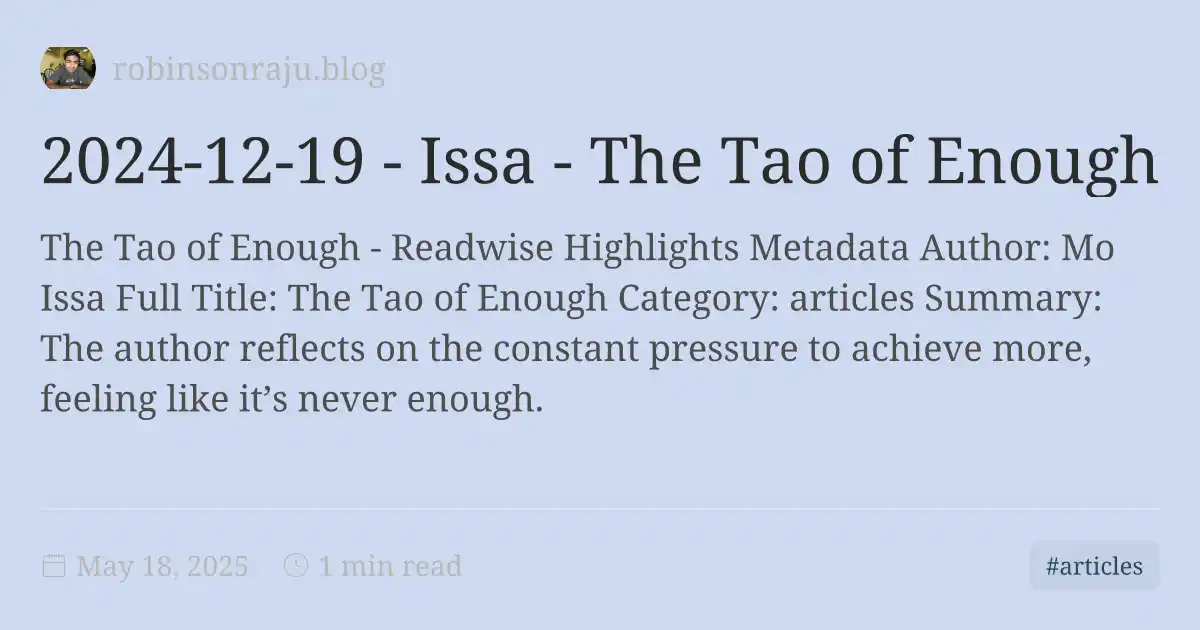 robinsonraju.blog
2024-12-19 - Issa - The Tao of Enough
The Tao of Enough - Readwise Highlights Metadata Author: Mo
Issa Full Title: The Tao of Enough Category: articles Summary:
The author reflects on the constant pressure to achieve more,
feeling like it’s never enough.
May 18, 2025 1 min read #articles